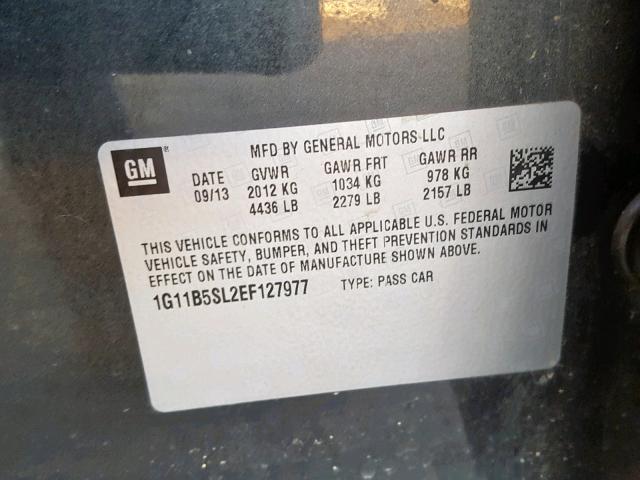 GM®
MFD BY GENERAL MOTORS LLC
DATE GVWR GAWR FRT GAWR RR
09/13 2012 KG 1034 KG 978 KG
4436 LB 2279 LB 2157 LB
THIS VEHICLE CONFORMS TO ALL APPLICABLE U.S. FEDERAL MOTOR
VEHICLE SAFETY, BUMPER, AND THEFT PREVENTION STANDARDS IN
EFFECT ON THE DATE OF MANUFACTURE SHOWN ABOVE.
1G11B5SL2EF127977 TYPE: PASS CAR